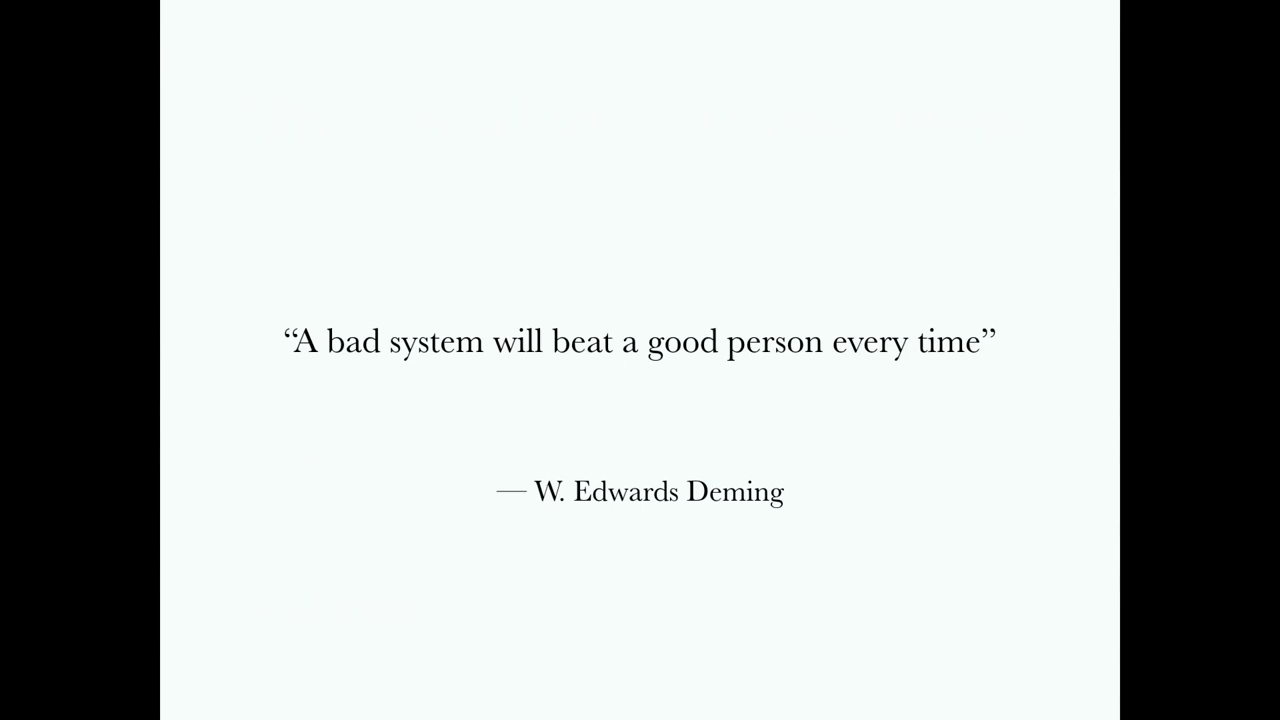 “A bad system will beat a good person every time”
— W. Edwards Deming